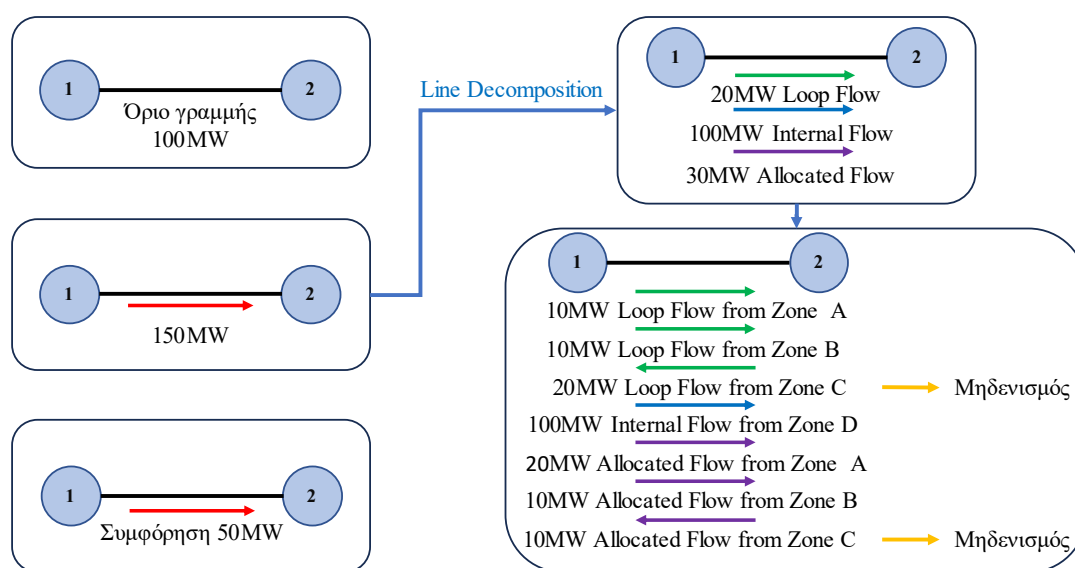 1
2
Όριο γραμμής
100MW
1
2
150MW
1
2
Συμφόρηση 50MW
Line Decomposition
1
2
20MW Loop Flow
100MW Internal Flow
30MW Allocated Flow
1
2
10MW Loop Flow from Zone A
10MW Loop Flow from Zone B
20MW Loop Flow from Zone C
Μηδενισμός
100MW Internal Flow from Zone D
20MW Allocated Flow from Zone A
10MW Allocated Flow from Zone B
10MW Allocated Flow from Zone C
Μηδενισμός